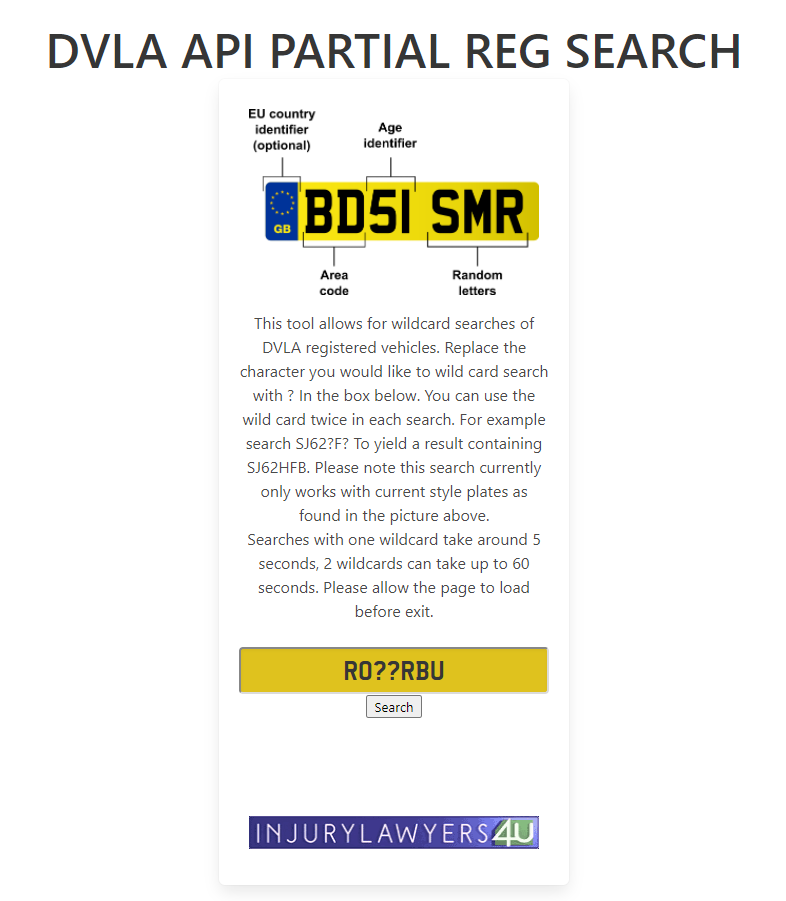 DVLA API PARTIAL REG SEARCH
EU country
identifier
(optional)
Age
identifier
GB
BD51 SMR
Area
code
Random
letters
This tool allows for wildcard searches of
DVLA registered vehicles. Replace the
character you would like to wild card search
with ? In the box below. You can use the
wild card twice in each search. For example
search SJ62?F? To yield a result containing
SJ62HFB. Please note this search currently
only works with current style plates as
found in the picture above.
Searches with one wildcard take around 5
seconds, 2 wildcards can take up to 60
seconds. Please allow the page to load
before exit.
RO??RBU
Search
INJURYLAWYERS4U